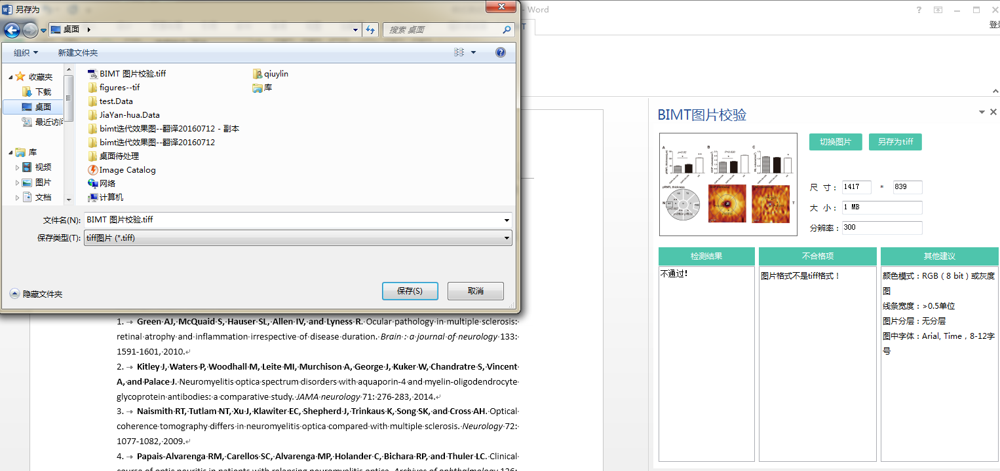 另存为
- Word
桌面
搜索 桌面
组织
新建文件夹
收藏夹
下载
桌面
最近访问
库
视频
图片
文档
BIMT 图片校验.tiff
figures--tif
test.Data
JiaYan-hua.Data
bimt迭代效果图--翻译20160712 - 副本
bimt迭代效果图--翻译20160712
桌面待处理
Image Catalog
网络
计算机
qiuylin
库
文件名(N): BIMT 图片校验.tiff
保存类型(T): tiff图片 (*.tiff)
隐藏文件夹
保存(S)
取消
1. Green AJ, McQuaid S, Hauser SL, Allen IV, and Lyness R. Ocular pathology in multiple sclerosis:
retinal atrophy and inflammation irrespective of disease duration. Brain : a journal of neurology 133:
1591-1601, 2010.
2. Kitley J, Waters P, Woodhall M, Leite MI, Murchison A, George J, Kuker W, Chandratre S, Vincent
A, and Palace J. Neuromyelitis optica spectrum disorders with aquaporin-4 and myelin-oligodendrocyte
glycoprotein antibodies: a comparative study. JAMA neurology 71: 276-283, 2014.
3. Naismith RT, Tutlam NT, Xu J, Klawiter EC, Shepherd J, Trinkaus K, Song SK, and Cross AH. Optical
coherence tomography differs in neuromyelitis optica compared with multiple sclerosis. Neurology 72:
1077-1082, 2009.
4. Papais-Alvarenga RM, Carellos SC, Alvarenga MP, Holander C, Bichara RP, and Thuler LC. Clinical
course of optic neuritis in patients with relapsing neuromyelitis optica. Archives of ophthalmology 126:
登录
BIMT图片校验
切换图片
另存为tiff
A
B
C
pRNFL thickness
N
T
尺 寸： 1417 * 839
大 小： 1 MB
分辨率： 300
检测结果
不通过！
不合格项
图片格式不是tiff格式！
其他建议
颜色模式：RGB（8 bit）或灰度
图
线条宽度：>0.5单位
图片分层：无分层
图中字体：Arial, Time，8-12字
号